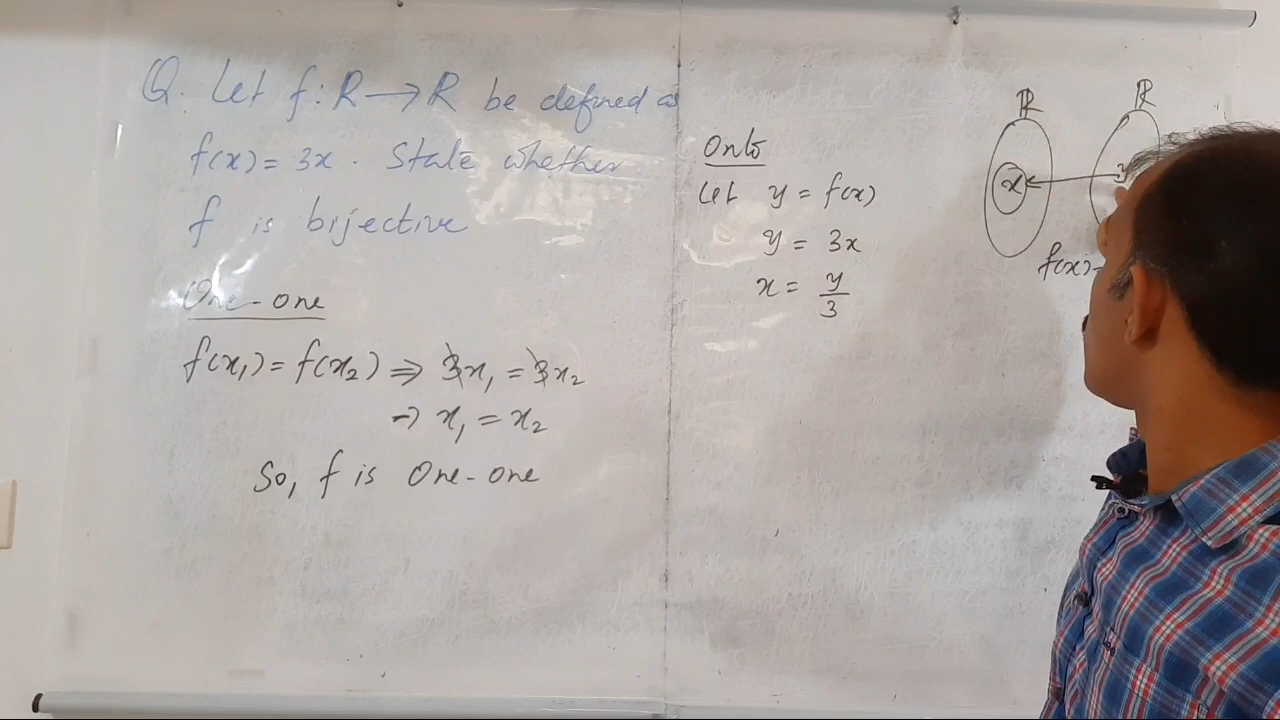 Q. Let f : R → R be defined as
f(x) = 3x . State whether
f is bijective
One-one
f(x₁) = f(x₂) ⇒ 3x₁ = 3x₂
⇒ x₁ = x₂
So, f is One-one
Onto
Let y = f(x)
y = 3x
x = y/3
R R
x
f(x)